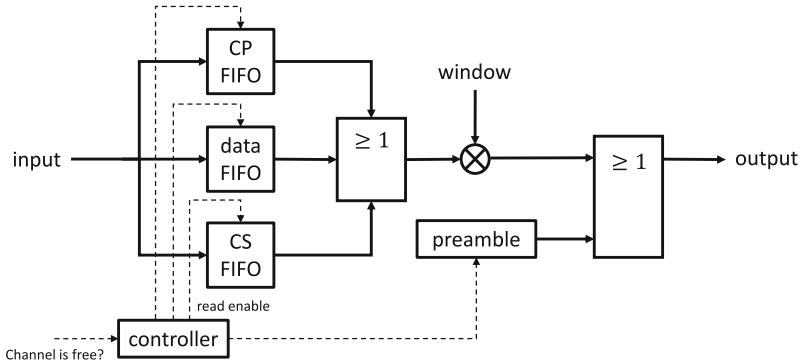 CP
FIFO
window
≥ 1
data
FIFO
≥ 1
input
output
CS
FIFO
preamble
read enable
controller
Channel is free?